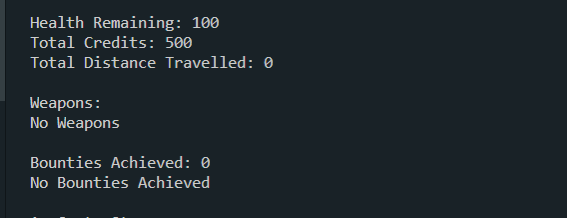 Health Remaining: 100
Total Credits: 500
Total Distance Travelled: 0
Weapons:
No Weapons
Bounties Achieved: 0
No Bounties Achieved